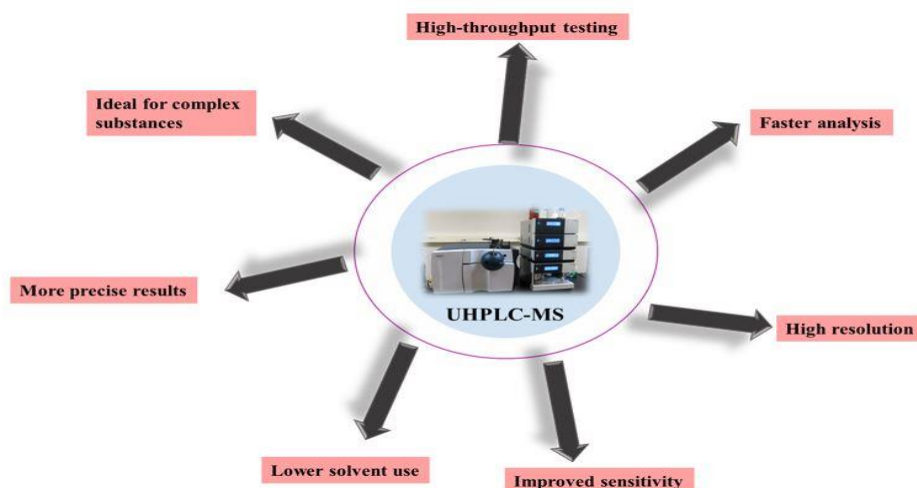 High-throughput testing
Ideal for complex
substances
Faster analysis
More precise results
UHPLC-MS
High resolution
Lower solvent use
Improved sensitivity